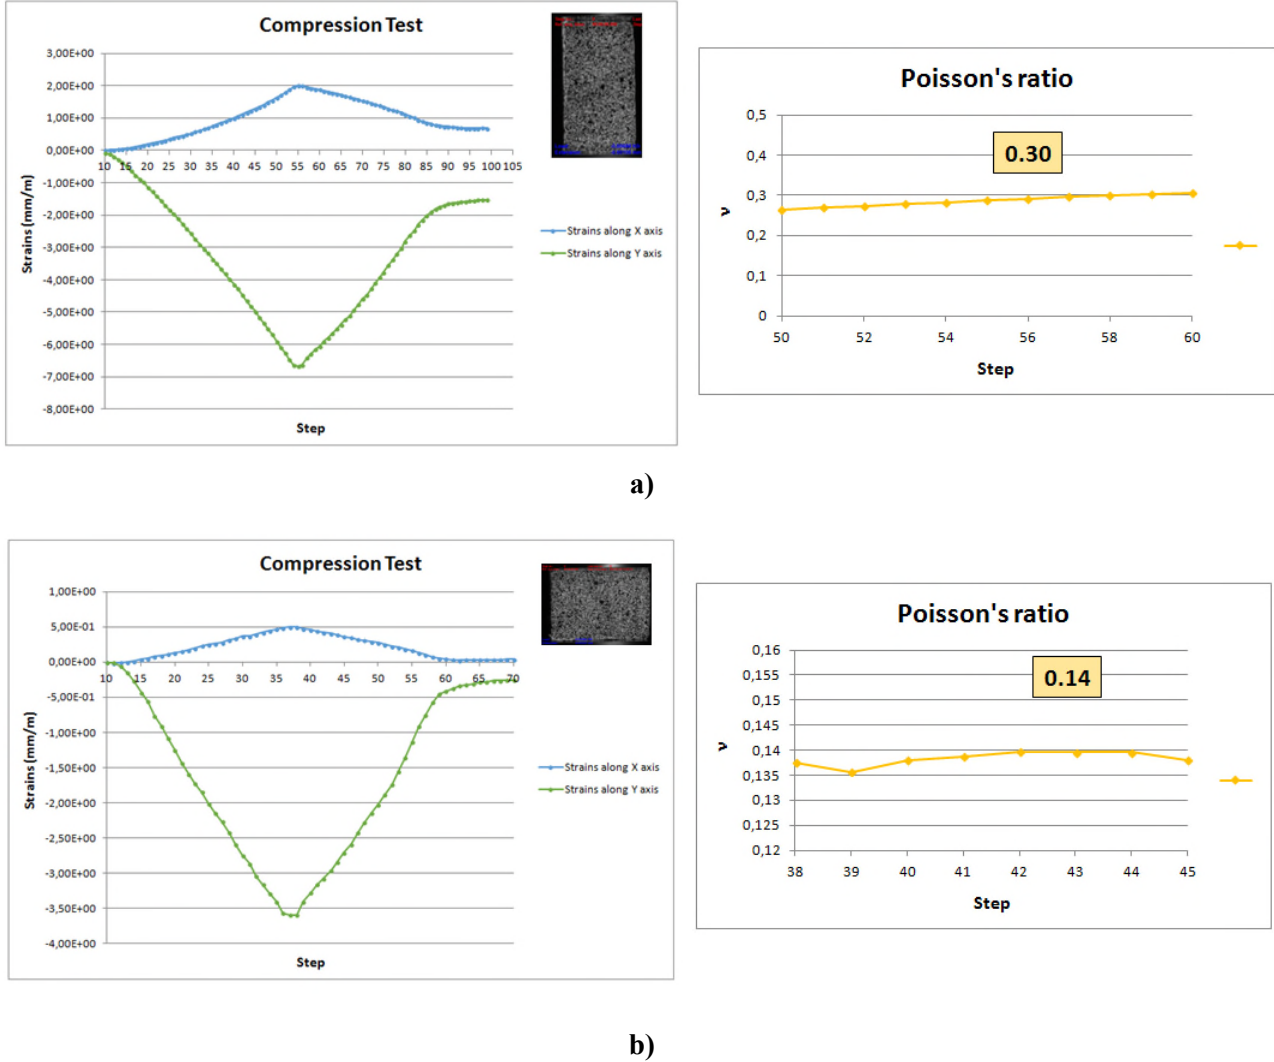 Compression Test
3,00E+00
2,00E+00
1,00E+00
0,00E+00
10 15 20 25 30 35 40 45 50 55 60 65 70 75 80 85 90 95 100 105
-1,00E+00
-2,00E+00
-3,00E+00
-4,00E+00
-5,00E+00
-6,00E+00
-7,00E+00
-8,00E+00
Strains (mm/m)
Step
Strains along X axis
Strains along Y axis
Poisson's ratio
0,5
0,4
0,3
0,2
0,1
0
0.30
ν
50 52 54 56 58 60
Step
a)
Compression Test
1,00E+00
5,00E-01
0,00E+00
10 15 20 25 30 35 40 45 50 55 60 65 70
-5,00E-01
-1,00E+00
-1,50E+00
-2,00E+00
-2,50E+00
-3,00E+00
-3,50E+00
-4,00E+00
Strains (mm/m)
Step
Strains along X axis
Strains along Y axis
Poisson's ratio
0,16
0,155
0,15
0,145
0,14
0,135
0,13
0,125
0,12
0.14
ν
38 39 40 41 42 43 44 45
Step
b)